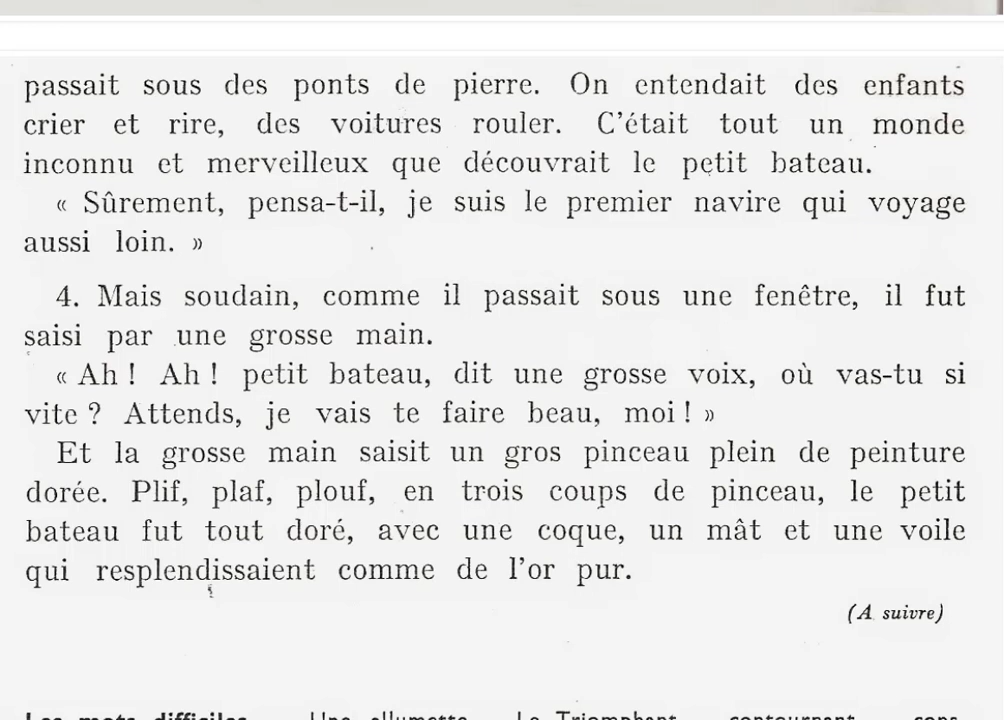 passait sous des ponts de pierre. On entendait des enfants
crier et rire, des voitures rouler. C'était tout un monde
inconnu et merveilleux que découvrait le petit bateau.
« Sûrement, pensa-t-il, je suis le premier navire qui voyage
aussi loin. »
4. Mais soudain, comme il passait sous une fenêtre, il fut
saisi par une grosse main.
« Ah ! Ah ! petit bateau, dit une grosse voix, où vas-tu si
vite ? Attends, je vais te faire beau, moi ! »
Et la grosse main saisit un gros pinceau plein de peinture
dorée. Plif, plaf, plouf, en trois coups de pinceau, le petit
bateau fut tout doré, avec une coque, un mât et une voile
qui resplendissaient comme de l'or pur.
(A suivre)
Les mots difficiles Une allumette Le Triomphant contournent